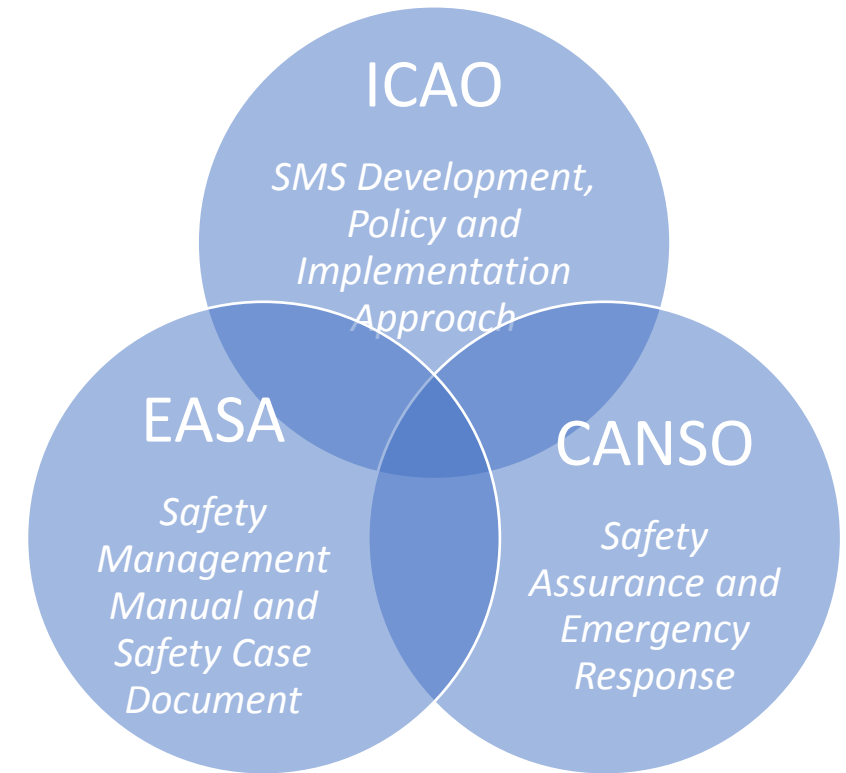 ICAO
SMS Development,
Policy and
Implementation
Approach
EASA
Safety
Management
Manual and
Safety Case
Document
CANSO
Safety
Assurance and
Emergency
Response